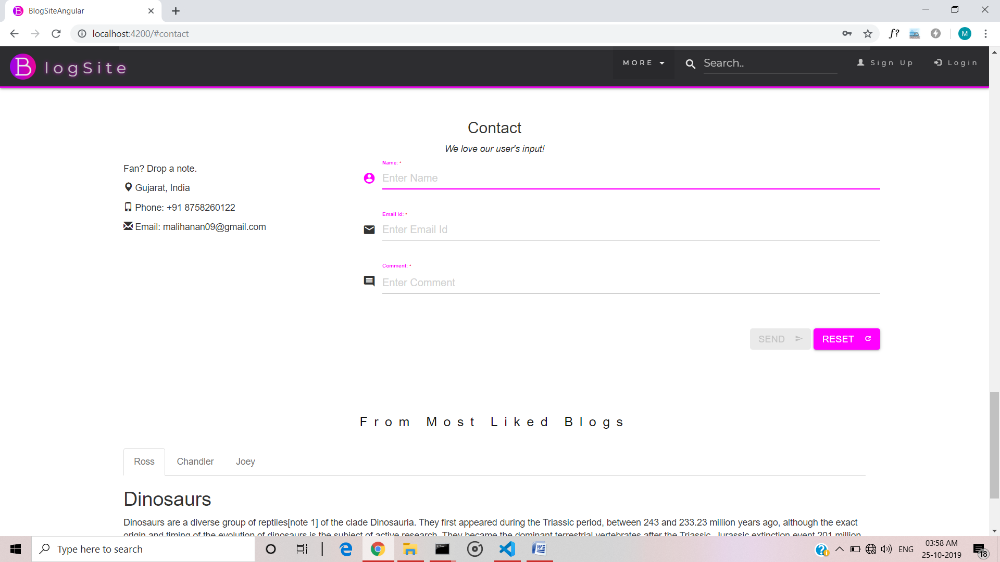 BlogSiteAngular
localhost:4200/#contact
f?
M
B logSite
MORE
Search..
Sign Up
Login
Contact
We love our user's input!
Fan? Drop a note.
Gujarat, India
Phone: +91 8758260122
Email: malihanan09@gmail.com
Name: *
Enter Name
Email Id: *
Enter Email Id
Comment: *
Enter Comment
SEND
RESET
From Most Liked Blogs
Ross
Chandler
Joey
Dinosaurs
Dinosaurs are a diverse group of reptiles[note 1] of the clade Dinosauria. They first appeared during the Triassic period, between 243 and 233.23 million years ago, although the exact
origin and timing of the evolution of dinosaurs is the subject of active research. They became the dominant terrestrial vertebrates after the Triassic. Jurassic extinction event 201 million
Type here to search
ENG
03:58 AM
25-10-2019
18